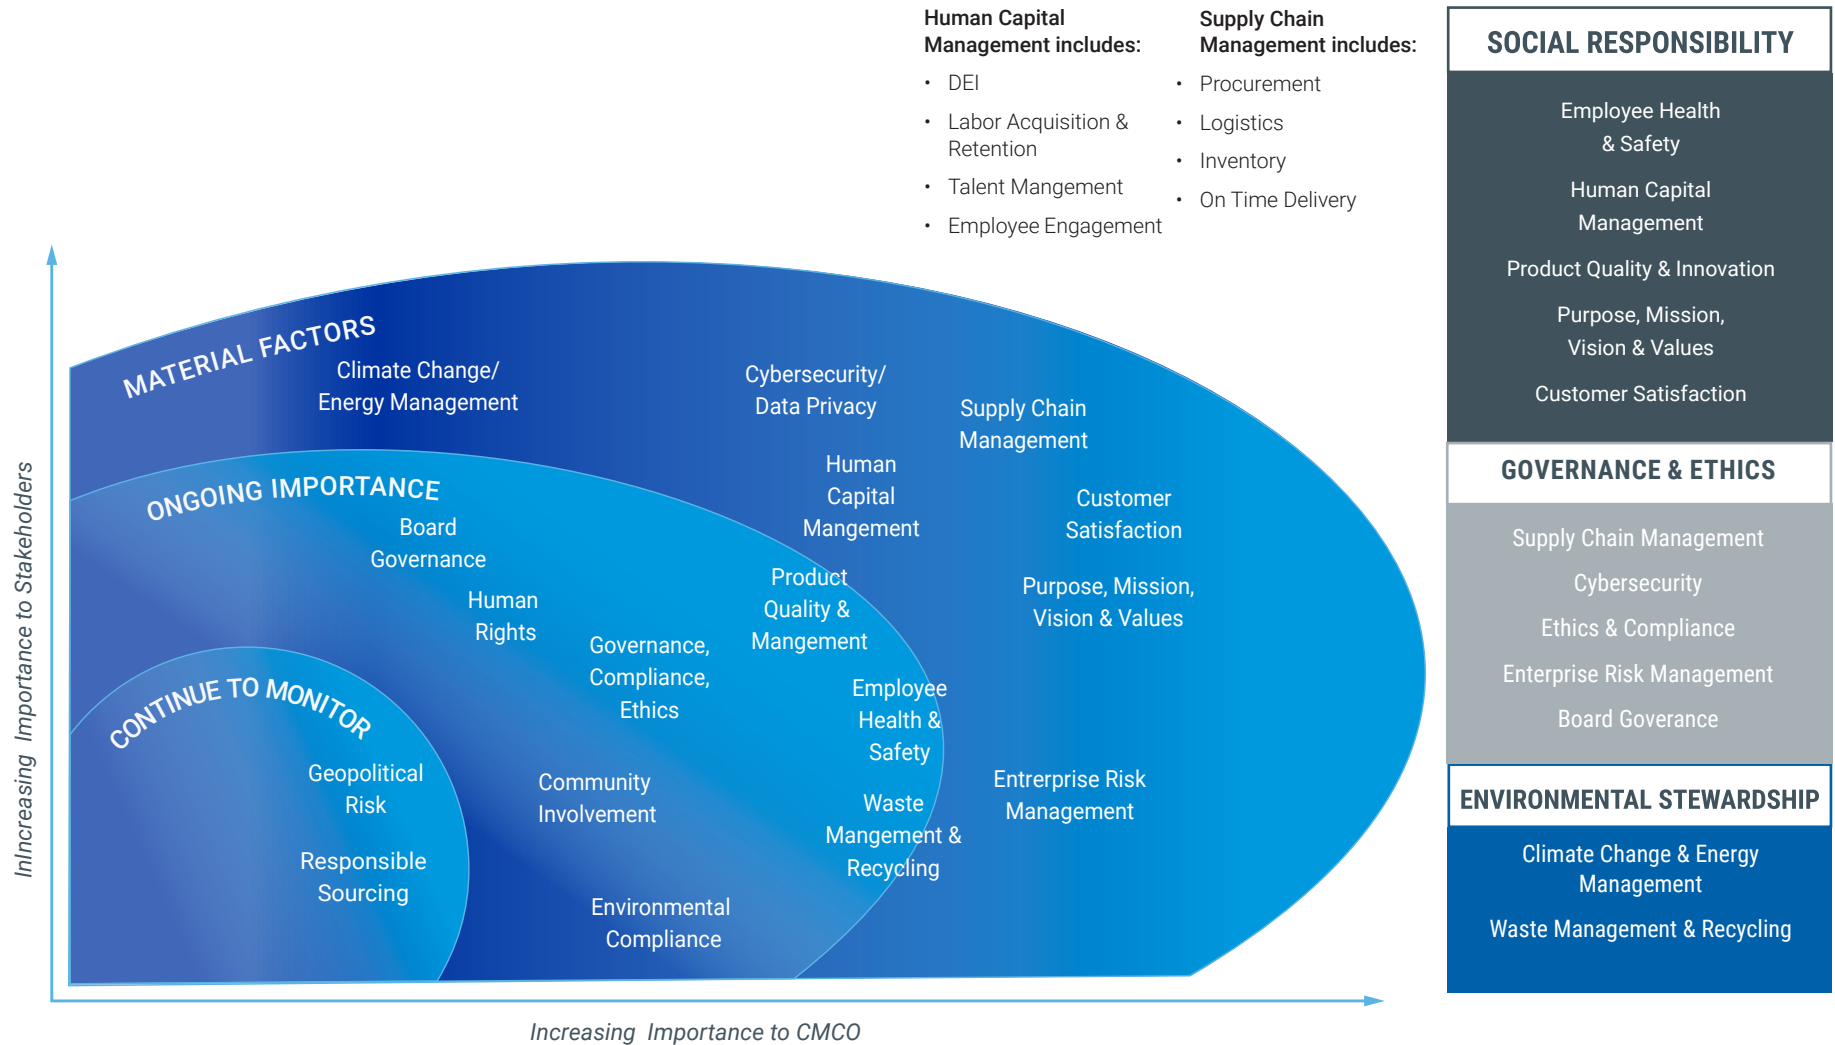 Human Capital
Management includes:
• DEI
• Labor Acquisition &
Retention
• Talent Mangement
• Employee Engagement
Supply Chain
Management includes:
• Procurement
• Logistics
• Inventory
• On Time Delivery
InIncreasing Importance to Stakeholders
MATERIAL FACTORS
Climate Change/
Energy Management
Cybersecurity/
Data Privacy
Supply Chain
Management
Human
Capital
Mangement
Customer
Satisfaction
Purpose, Mission,
Vision & Values
Entrerprise Risk
Management
ONGOING IMPORTANCE
Board
Governance
Human
Rights
Governance,
Compliance,
Ethics
Product
Quality &
Mangement
Employee
Health &
Safety
Community
Involvement
Waste
Mangement &
Recycling
Environmental
Compliance
CONTINUE TO MONITOR
Geopolitical
Risk
Responsible
Sourcing
Increasing Importance to CMCO
SOCIAL RESPONSIBILITY
Employee Health
& Safety
Human Capital
Management
Product Quality & Innovation
Purpose, Mission,
Vision & Values
Customer Satisfaction
GOVERNANCE & ETHICS
Supply Chain Management
Cybersecurity
Ethics & Compliance
Enterprise Risk Management
Board Goverance
ENVIRONMENTAL STEWARDSHIP
Climate Change & Energy
Management
Waste Management & Recycling